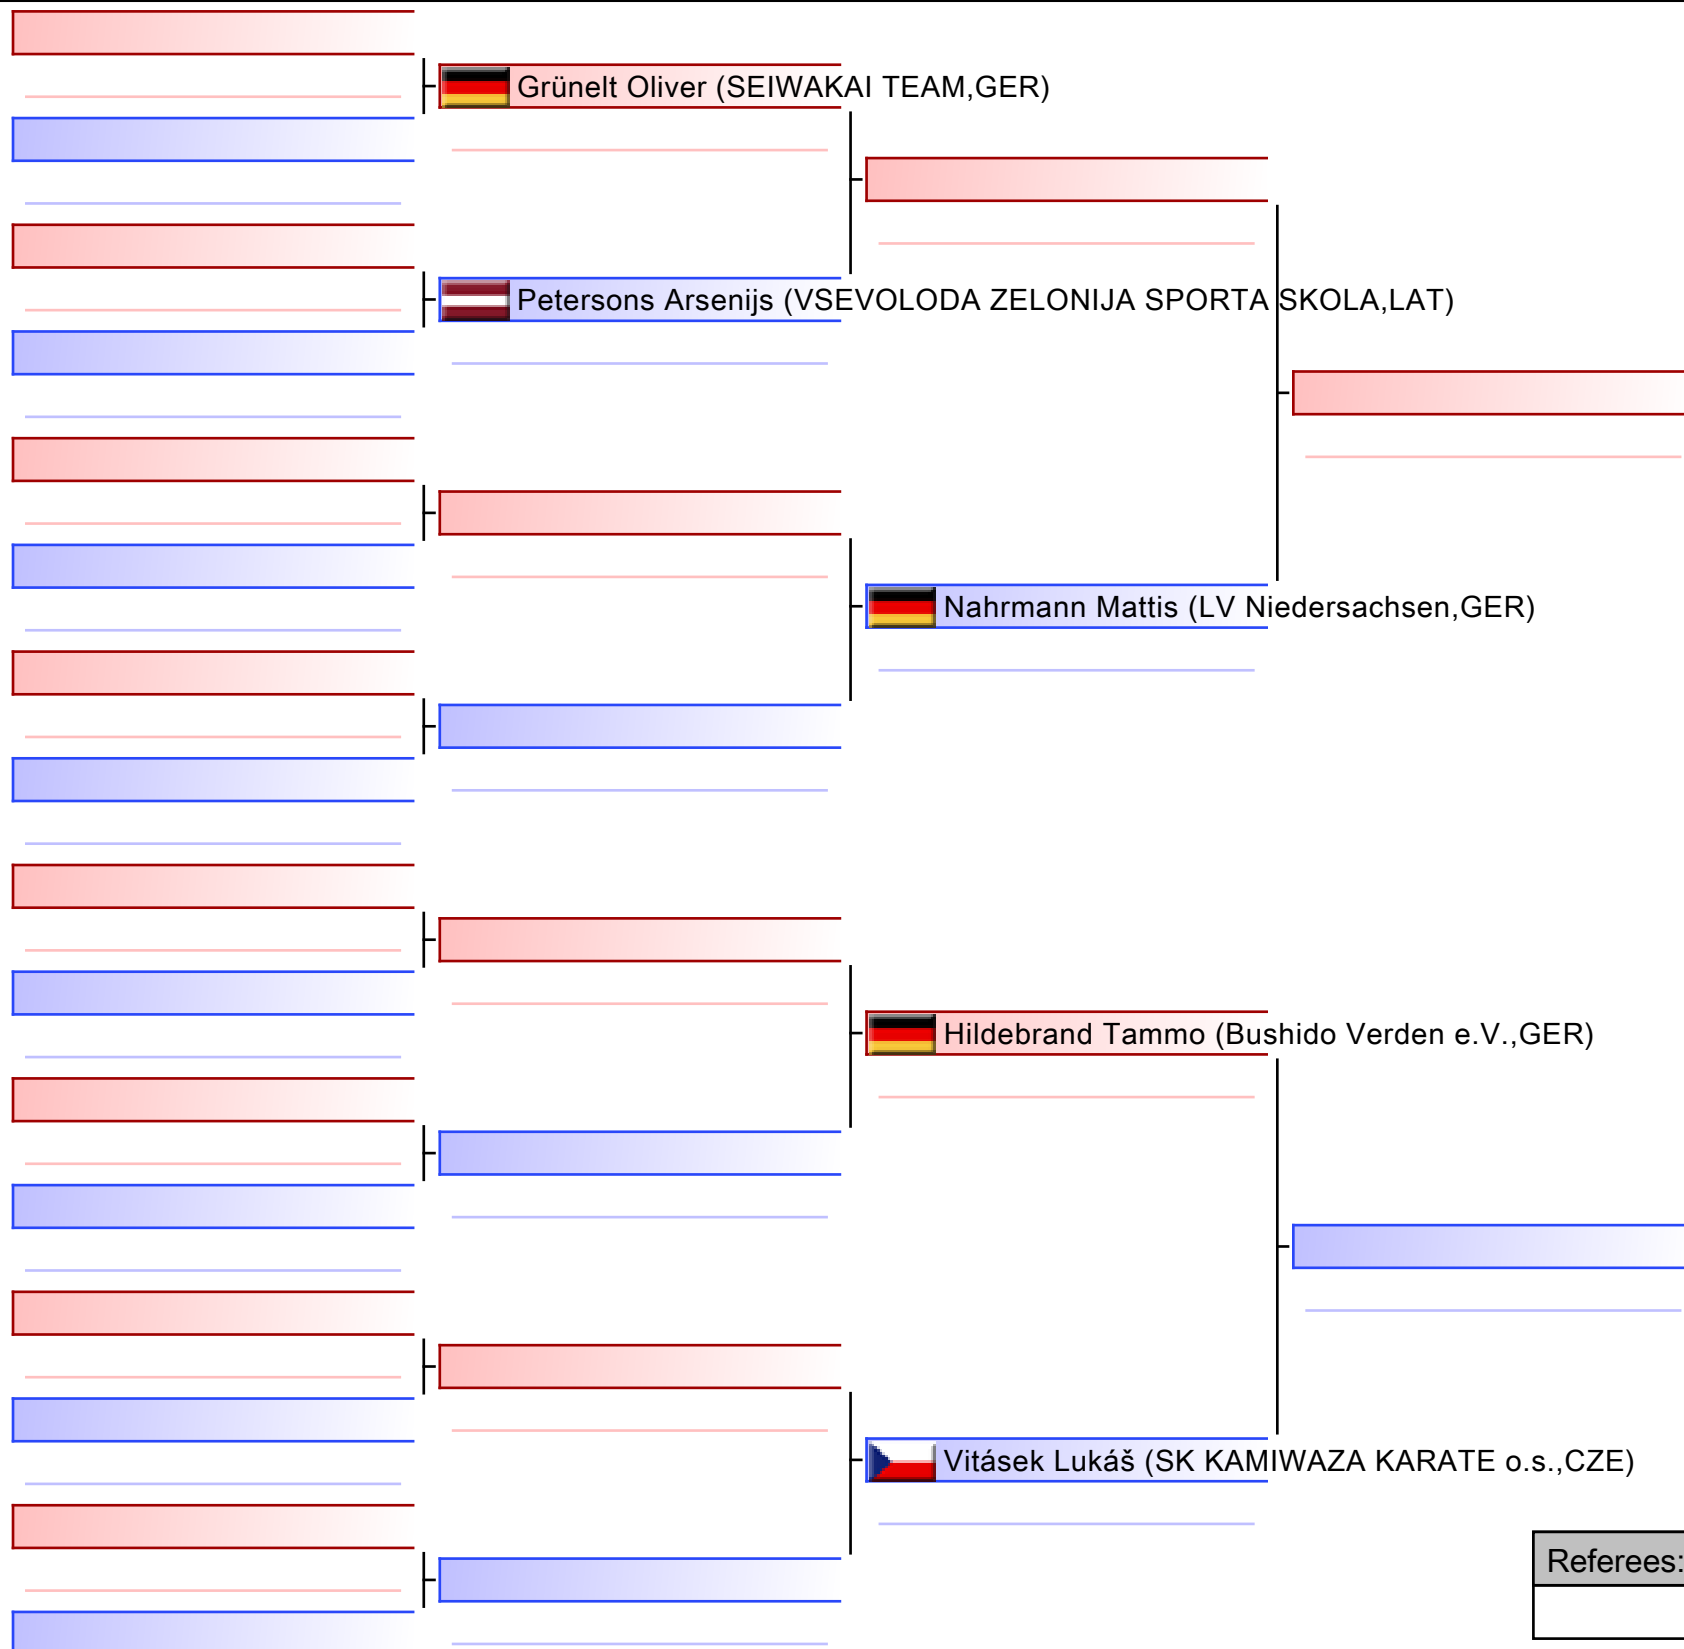 Grünelt Oliver (SEIWAKAI TEAM,GER)
Petersons Arsenijs (VSEVOLODA ZELONIJA SPORTA SKOLA,LAT)
Nahrmann Mattis (LV Niedersachsen,GER)
Hildebrand Tammo (Bushido Verden e.V.,GER)
Vitásek Lukáš (SK KAMIWAZA KARATE o.s.,CZE)
Referees: